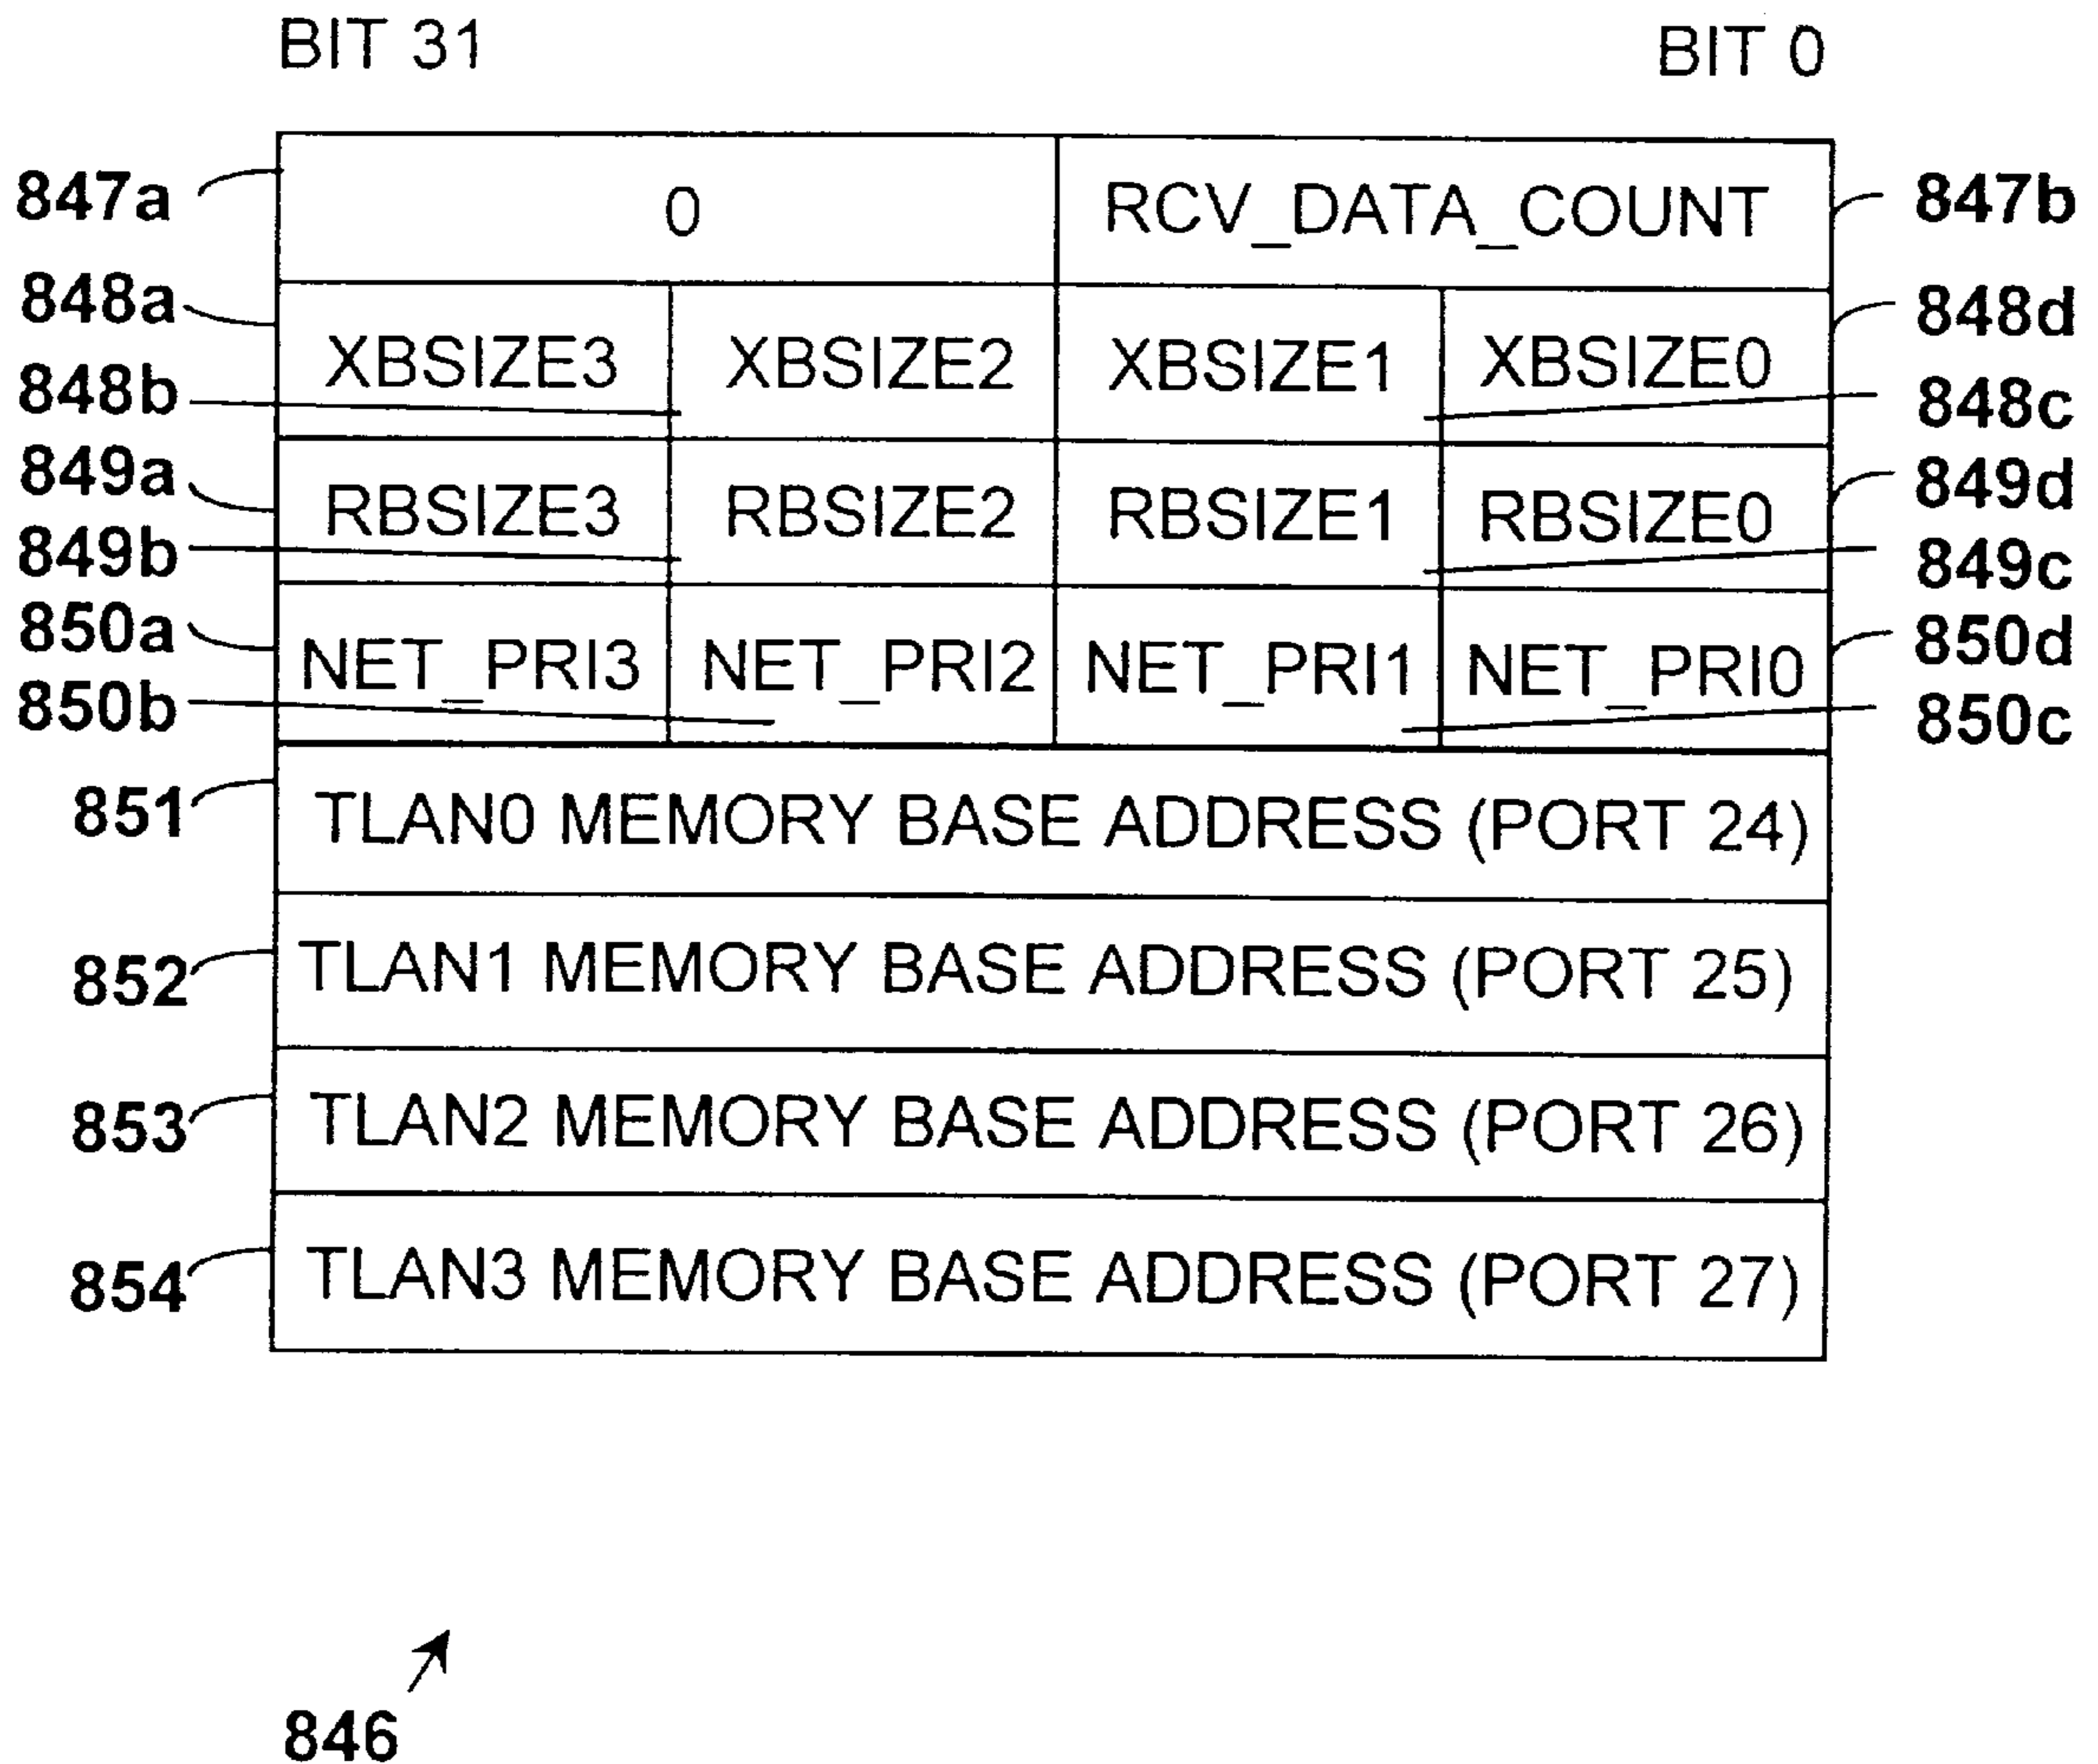 BIT 31 BIT 0
847a 0 RCV_DATA_COUNT 847b
848a XBSIZE3 XBSIZE2 XBSIZE1 XBSIZE0 848d
848b 848c
849a RBSIZE3 RBSIZE2 RBSIZE1 RBSIZE0 849d
849b 849c
850a NET_PRI3 NET_PRI2 NET_PRI1 NET_PRI0 850d
850b 850c
851 TLAN0 MEMORY BASE ADDRESS (PORT 24)
852 TLAN1 MEMORY BASE ADDRESS (PORT 25)
853 TLAN2 MEMORY BASE ADDRESS (PORT 26)
854 TLAN3 MEMORY BASE ADDRESS (PORT 27)
846